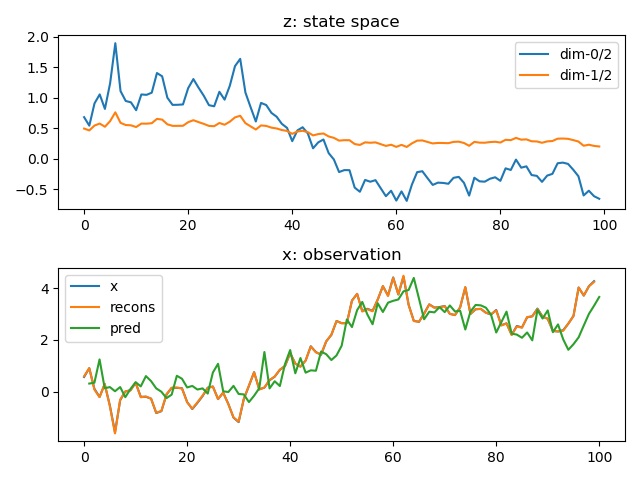 z: state space
2.0
1.5
1.0
0.5
0.0
−0.5
dim-0/2
dim-1/2
0 20 40 60 80 100
x: observation
4
2
0
x
recons
pred
0 20 40 60 80 100